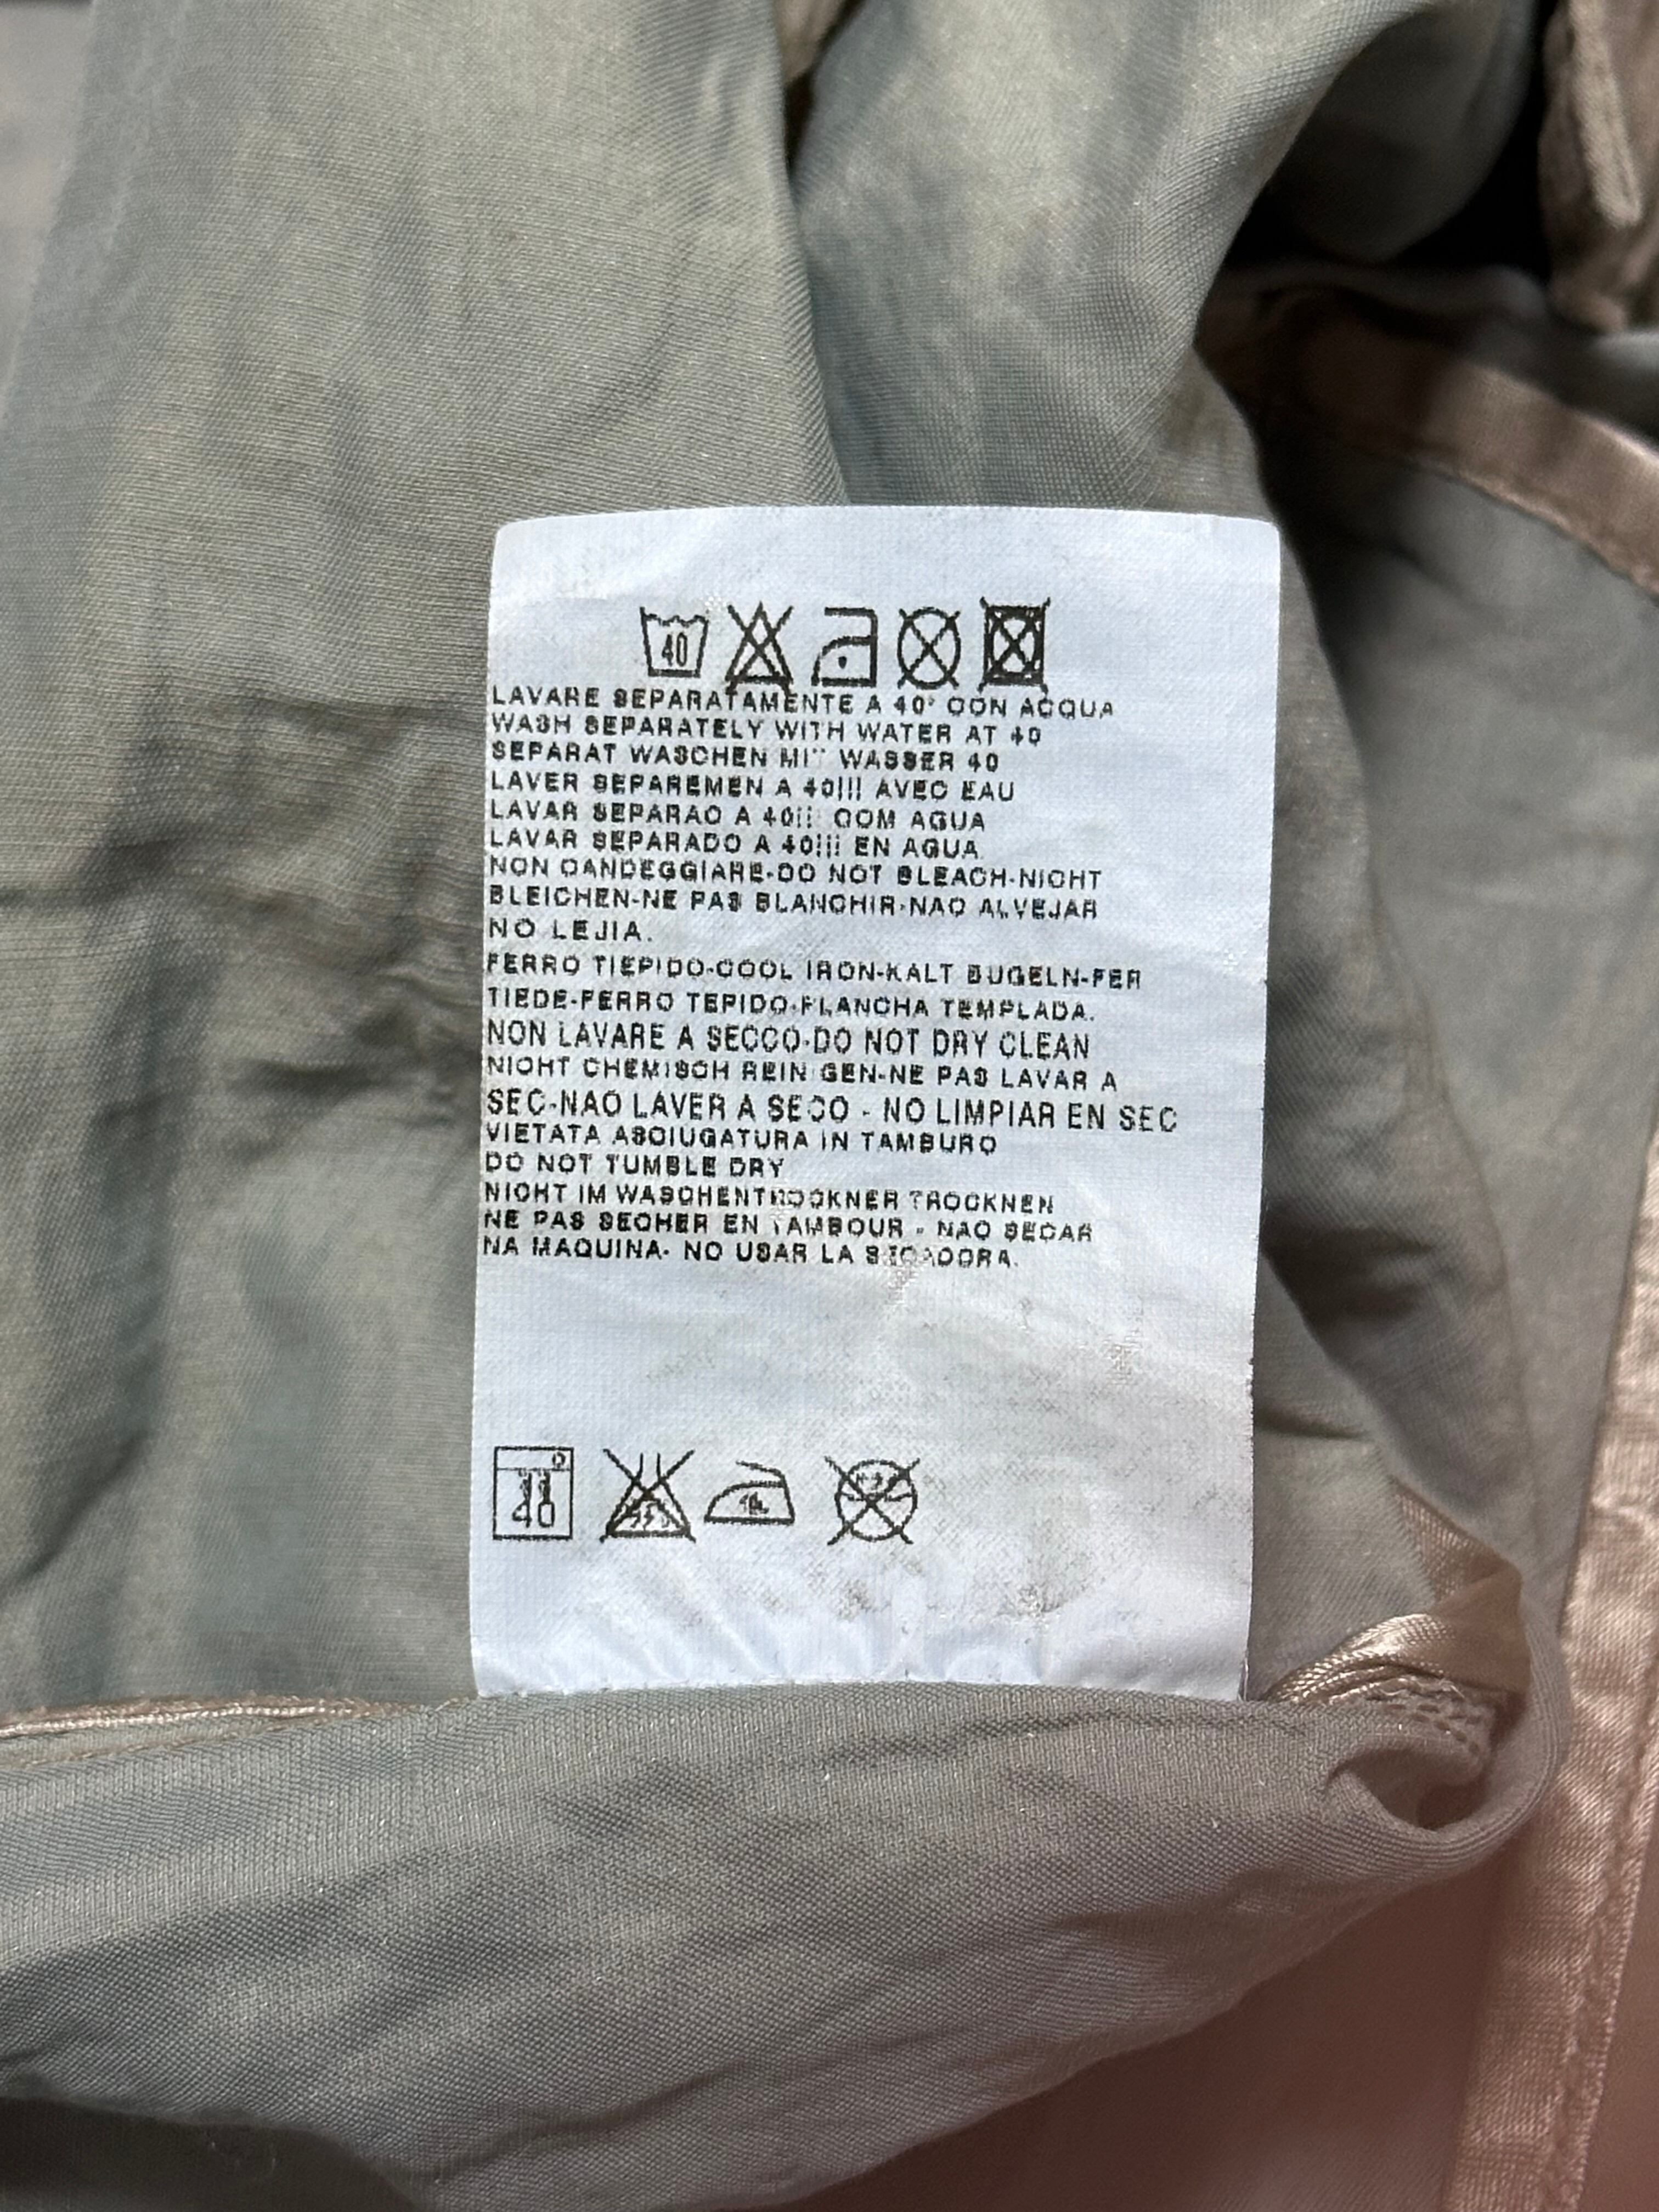 40
LAVARE SEPARATAMENTE A 40° CON ACQUA
WASH SEPARATELY WITH WATER AT 40
SEPARAT WASCHEN MIT WASSER 40
LAVER SEPAREMEN A 40¡¡¡ AVEC EAU
LAVAR SEPARAO A 40¡¡¡ COM AGUA
LAVAR SEPARADO A 40¡¡¡ EN AGUA
NON CANDEGGIARE-DO NOT BLEACH-NICHT
BLEICHEN-NE PAS BLANCHIR-NAO ALVEJAR
NO LEJIA.
FERRO TIEPIDO-COOL IRON-KALT BUGELN-FER
TIEDE-FERRO TEPIDO-PLANCHA TEMPLADA.
NON LAVARE A SECCO-DO NOT DRY CLEAN
NICHT CHEMISCH REIN GEN-NE PAS LAVAR A
SEC-NAO LAVER A SECO - NO LIMPIAR EN SEC
VIETATA ASCIUGATURA IN TAMBURO
DO NOT TUMBLE DRY
NICHT IM WASCHENTROCKNER TROCKNEN
NE PAS SECHER EN TAMBOUR - NAO SECAR
NA MAQUINA- NO USAR LA SECADORA.
40